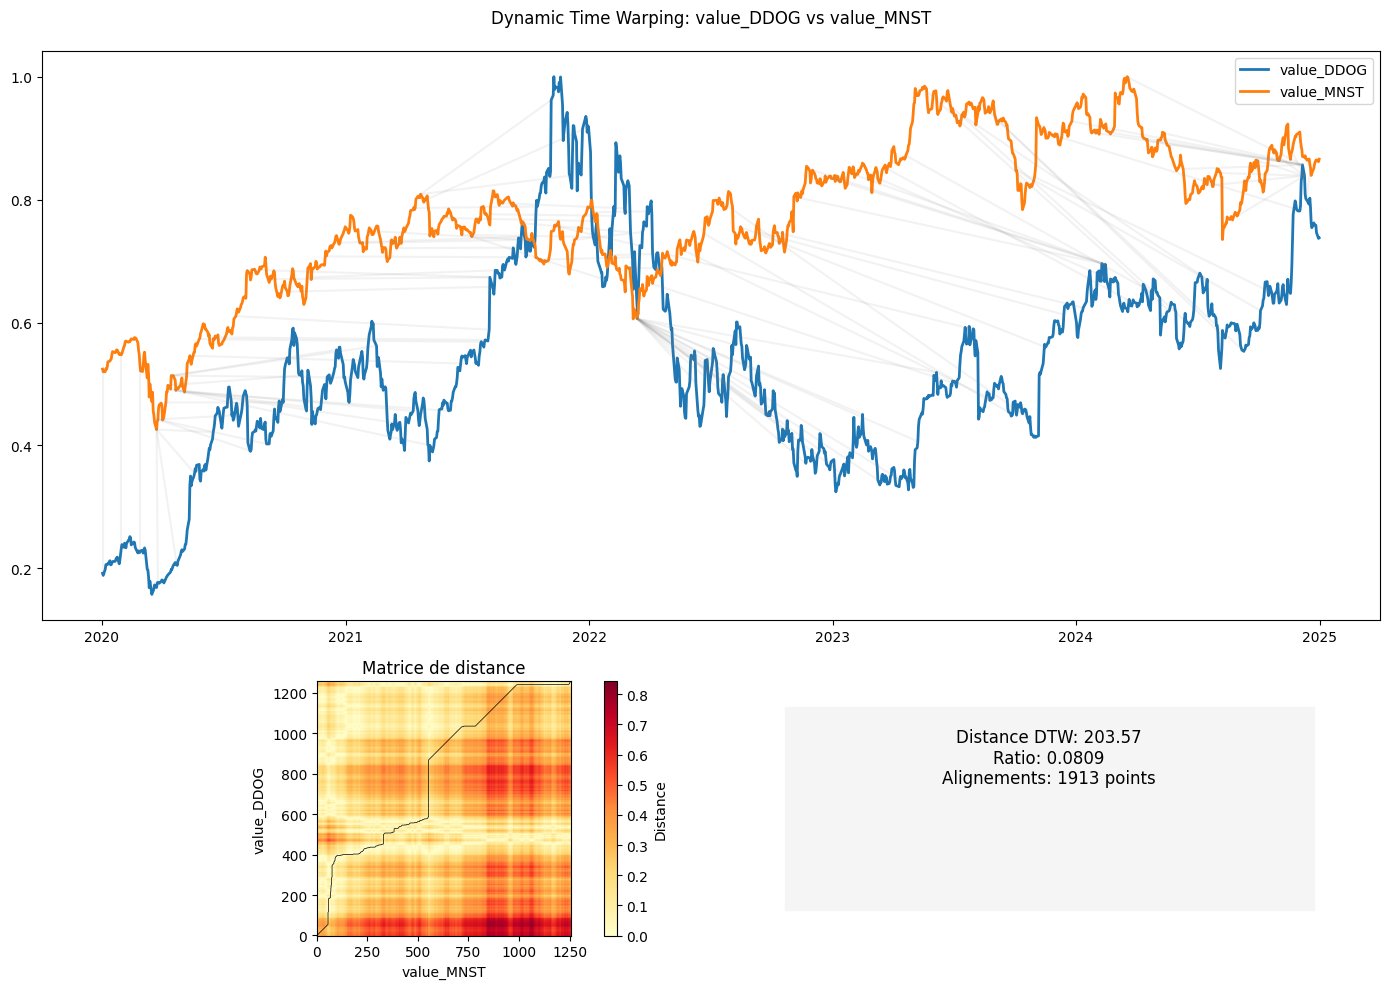 Dynamic Time Warping: value_DDOG vs value_MNST
value_DDOG
value_MNST
1.0
0.8
0.6
0.4
0.2
2020 2021 2022 2023 2024 2025
Matrice de distance
1200
1000
800
600
400
200
0
value_DDOG
0 250 500 750 1000 1250
value_MNST
0.8
0.7
0.6
0.5
0.4
0.3
0.2
0.1
0.0
Distance
Distance DTW: 203.57
Ratio: 0.0809
Alignements: 1913 points